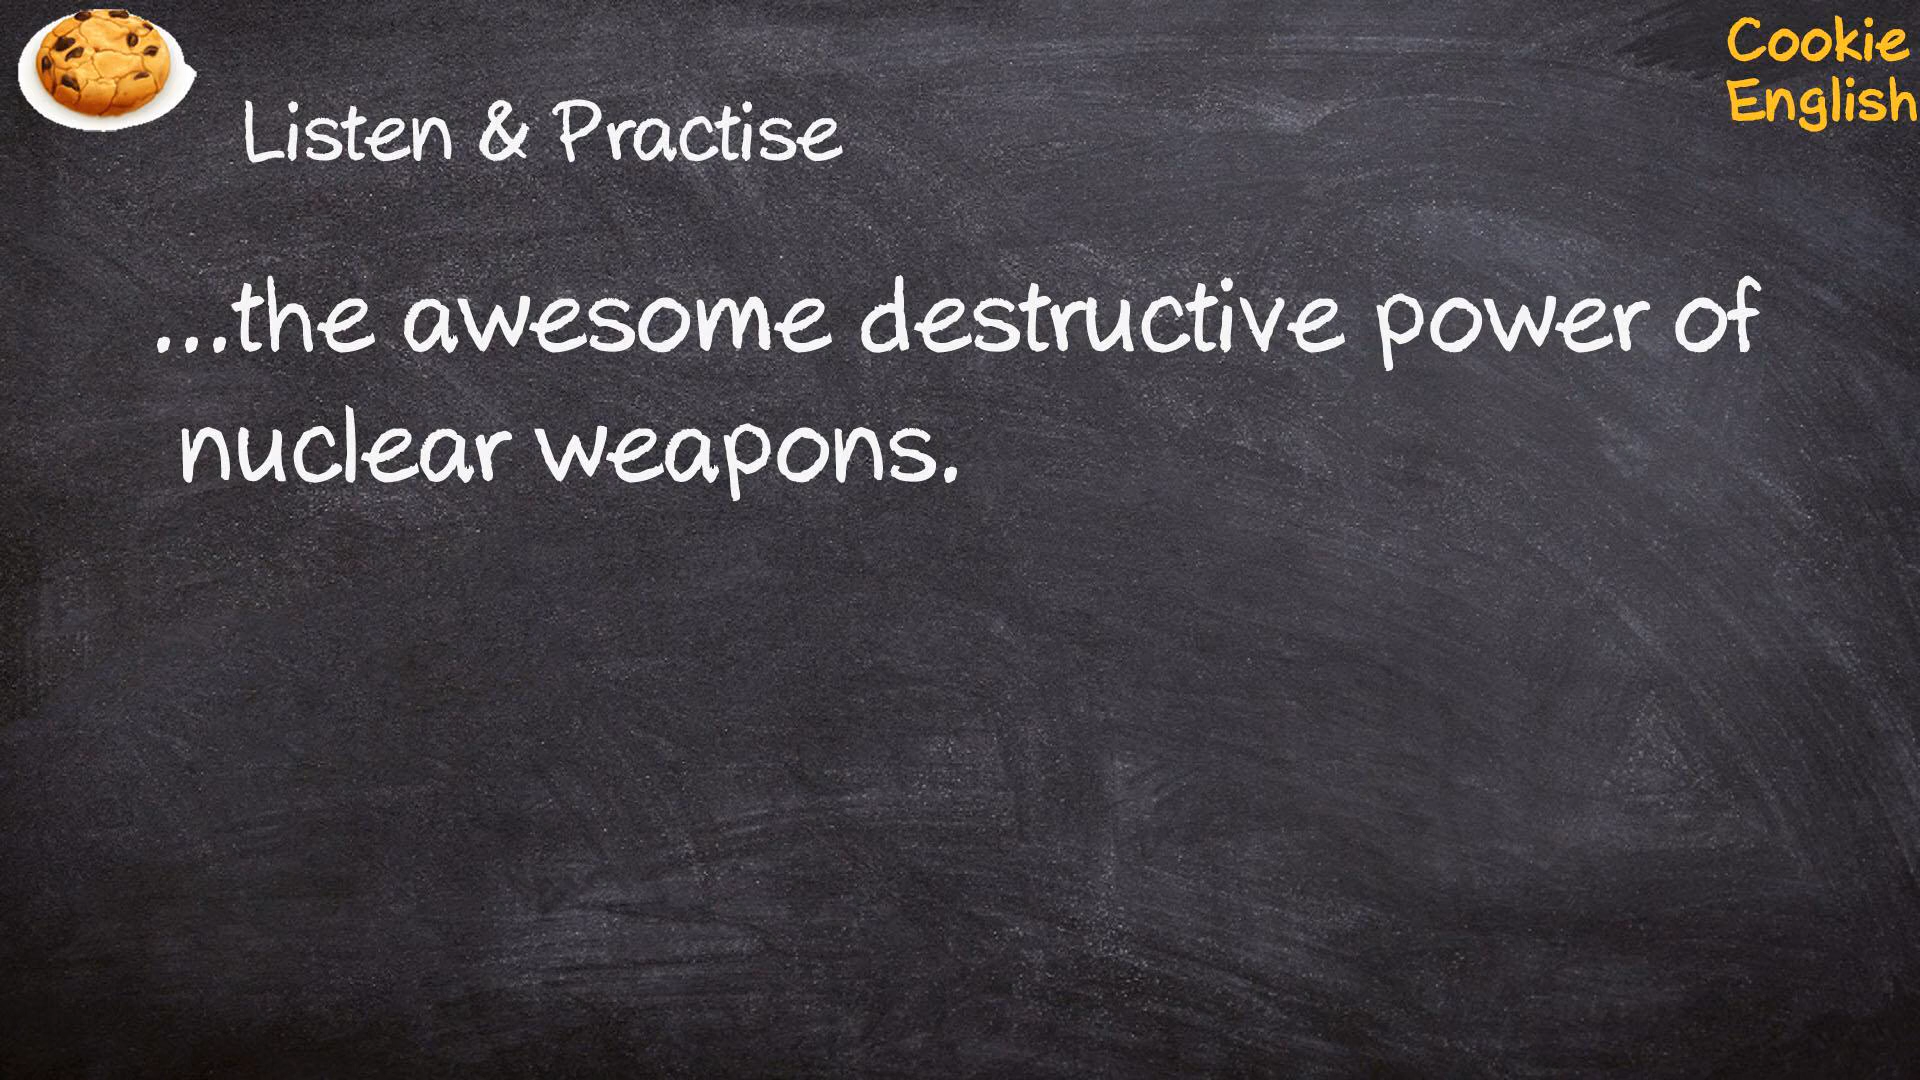 Cookie
English
Listen & Practise
...the awesome destructive power of
nuclear weapons.